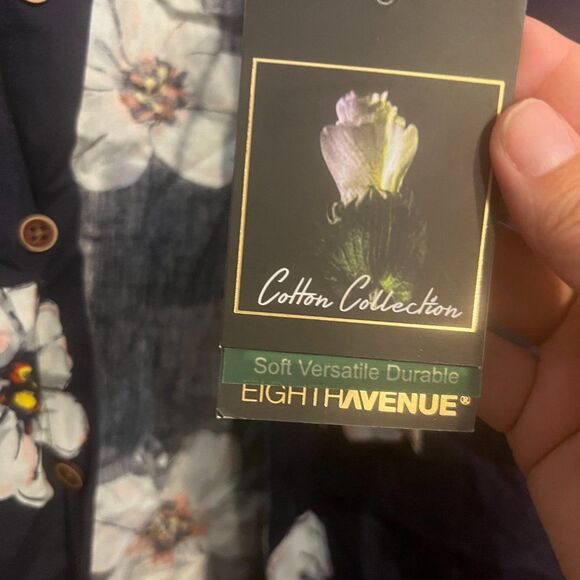 Cotton Collection
Soft Versatile Durable
EIGHTHAVENUE®